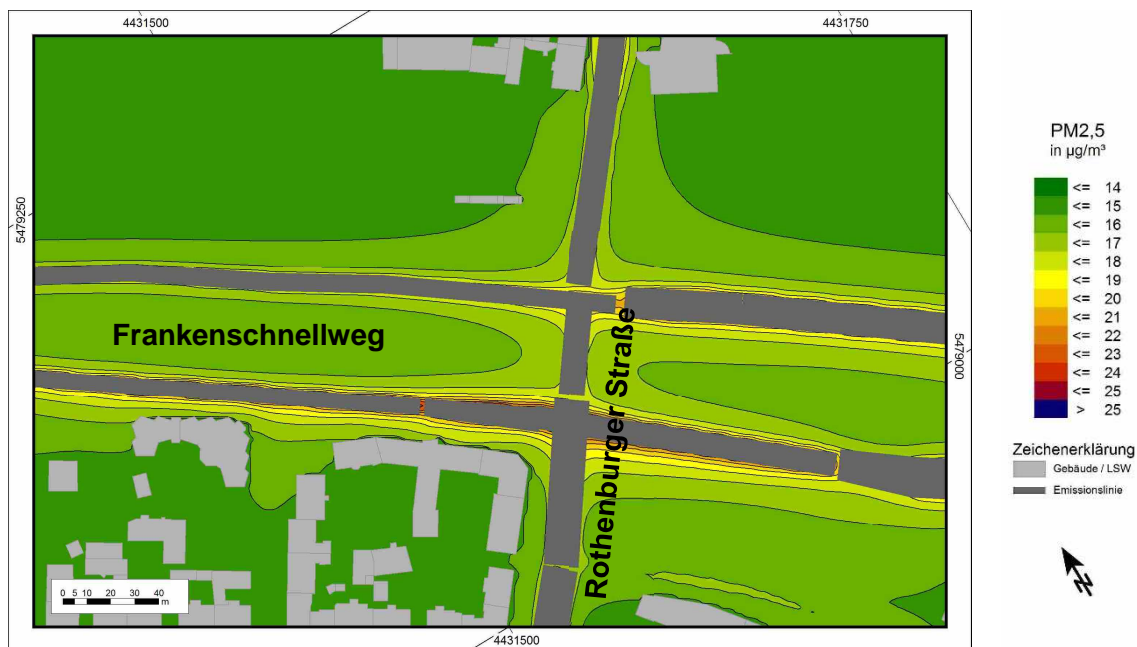 4431500
4431750
5479250
5479000
Frankenschnellweg
Rothenburger Straße
0 5 10 20 30 40
m
4431500
PM2,5
in µg/m³
<= 14
<= 15
<= 16
<= 17
<= 18
<= 19
<= 20
<= 21
<= 22
<= 23
<= 24
<= 25
> 25
Zeichenerklärung
Gebäude / LSW
Emissionslinie
N